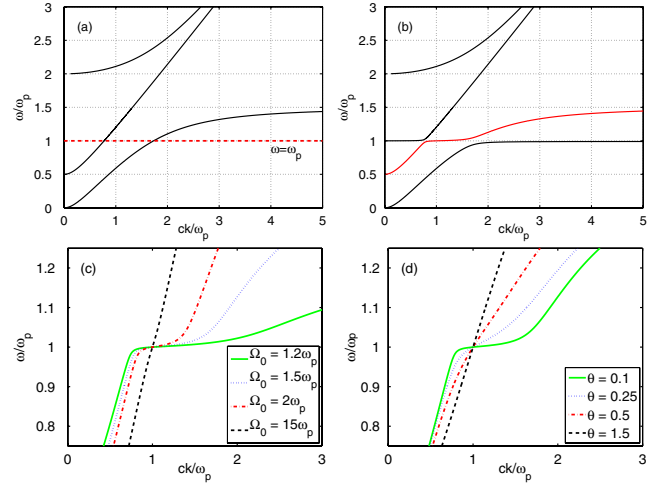 (a)
ω/ω_p
3
2.5
2
1.5
1
0.5
0
ω=ω_p
0 1 2 3 4 5
ck/ω_p
(b)
ω/ω_p
3
2.5
2
1.5
1
0.5
0
0 1 2 3 4 5
ck/ω_p
(c)
ω/ω_p
1.2
1.1
1
0.9
0.8
Ω_0 = 1.2ω_p
Ω_0 = 1.5ω_p
Ω_0 = 2ω_p
Ω_0 = 15ω_p
0 1 2 3
ck/ω_p
(d)
ω/ωp
1.2
1.1
1
0.9
0.8
θ = 0.1
θ = 0.25
θ = 0.5
θ = 1.5
0 1 2 3
ck/ω_p